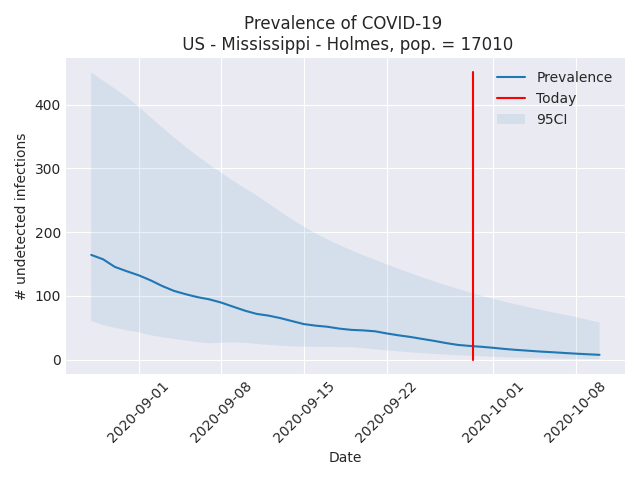 Prevalence of COVID-19
US - Mississippi - Holmes, pop. = 17010
Prevalence
Today
95CI
# undetected infections
400
300
200
100
0
2020-09-01
2020-09-08
2020-09-15
2020-09-22
2020-10-01
2020-10-08
Date